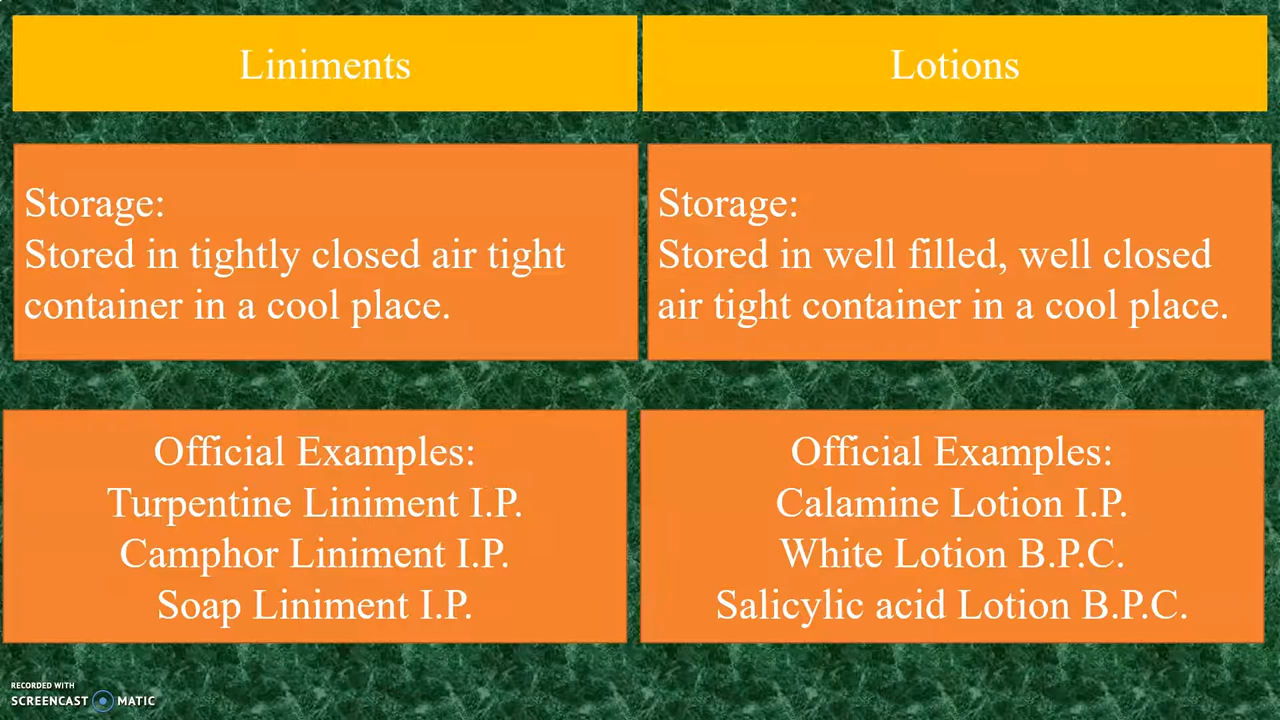 Liniments
Lotions
Storage:
Stored in tightly closed air tight
container in a cool place.
Storage:
Stored in well filled, well closed
air tight container in a cool place.
Official Examples:
Turpentine Liniment I.P.
Camphor Liniment I.P.
Soap Liniment I.P.
Official Examples:
Calamine Lotion I.P.
White Lotion B.P.C.
Salicylic acid Lotion B.P.C.
RECORDED WITH
SCREENCAST MATIC